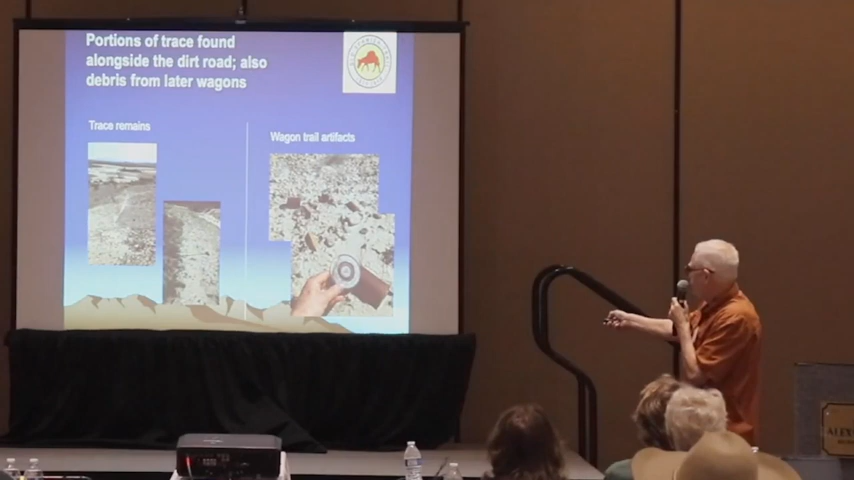 Portions of trace found
alongside the dirt road; also
debris from later wagons
Trace remains
Wagon trail artifacts